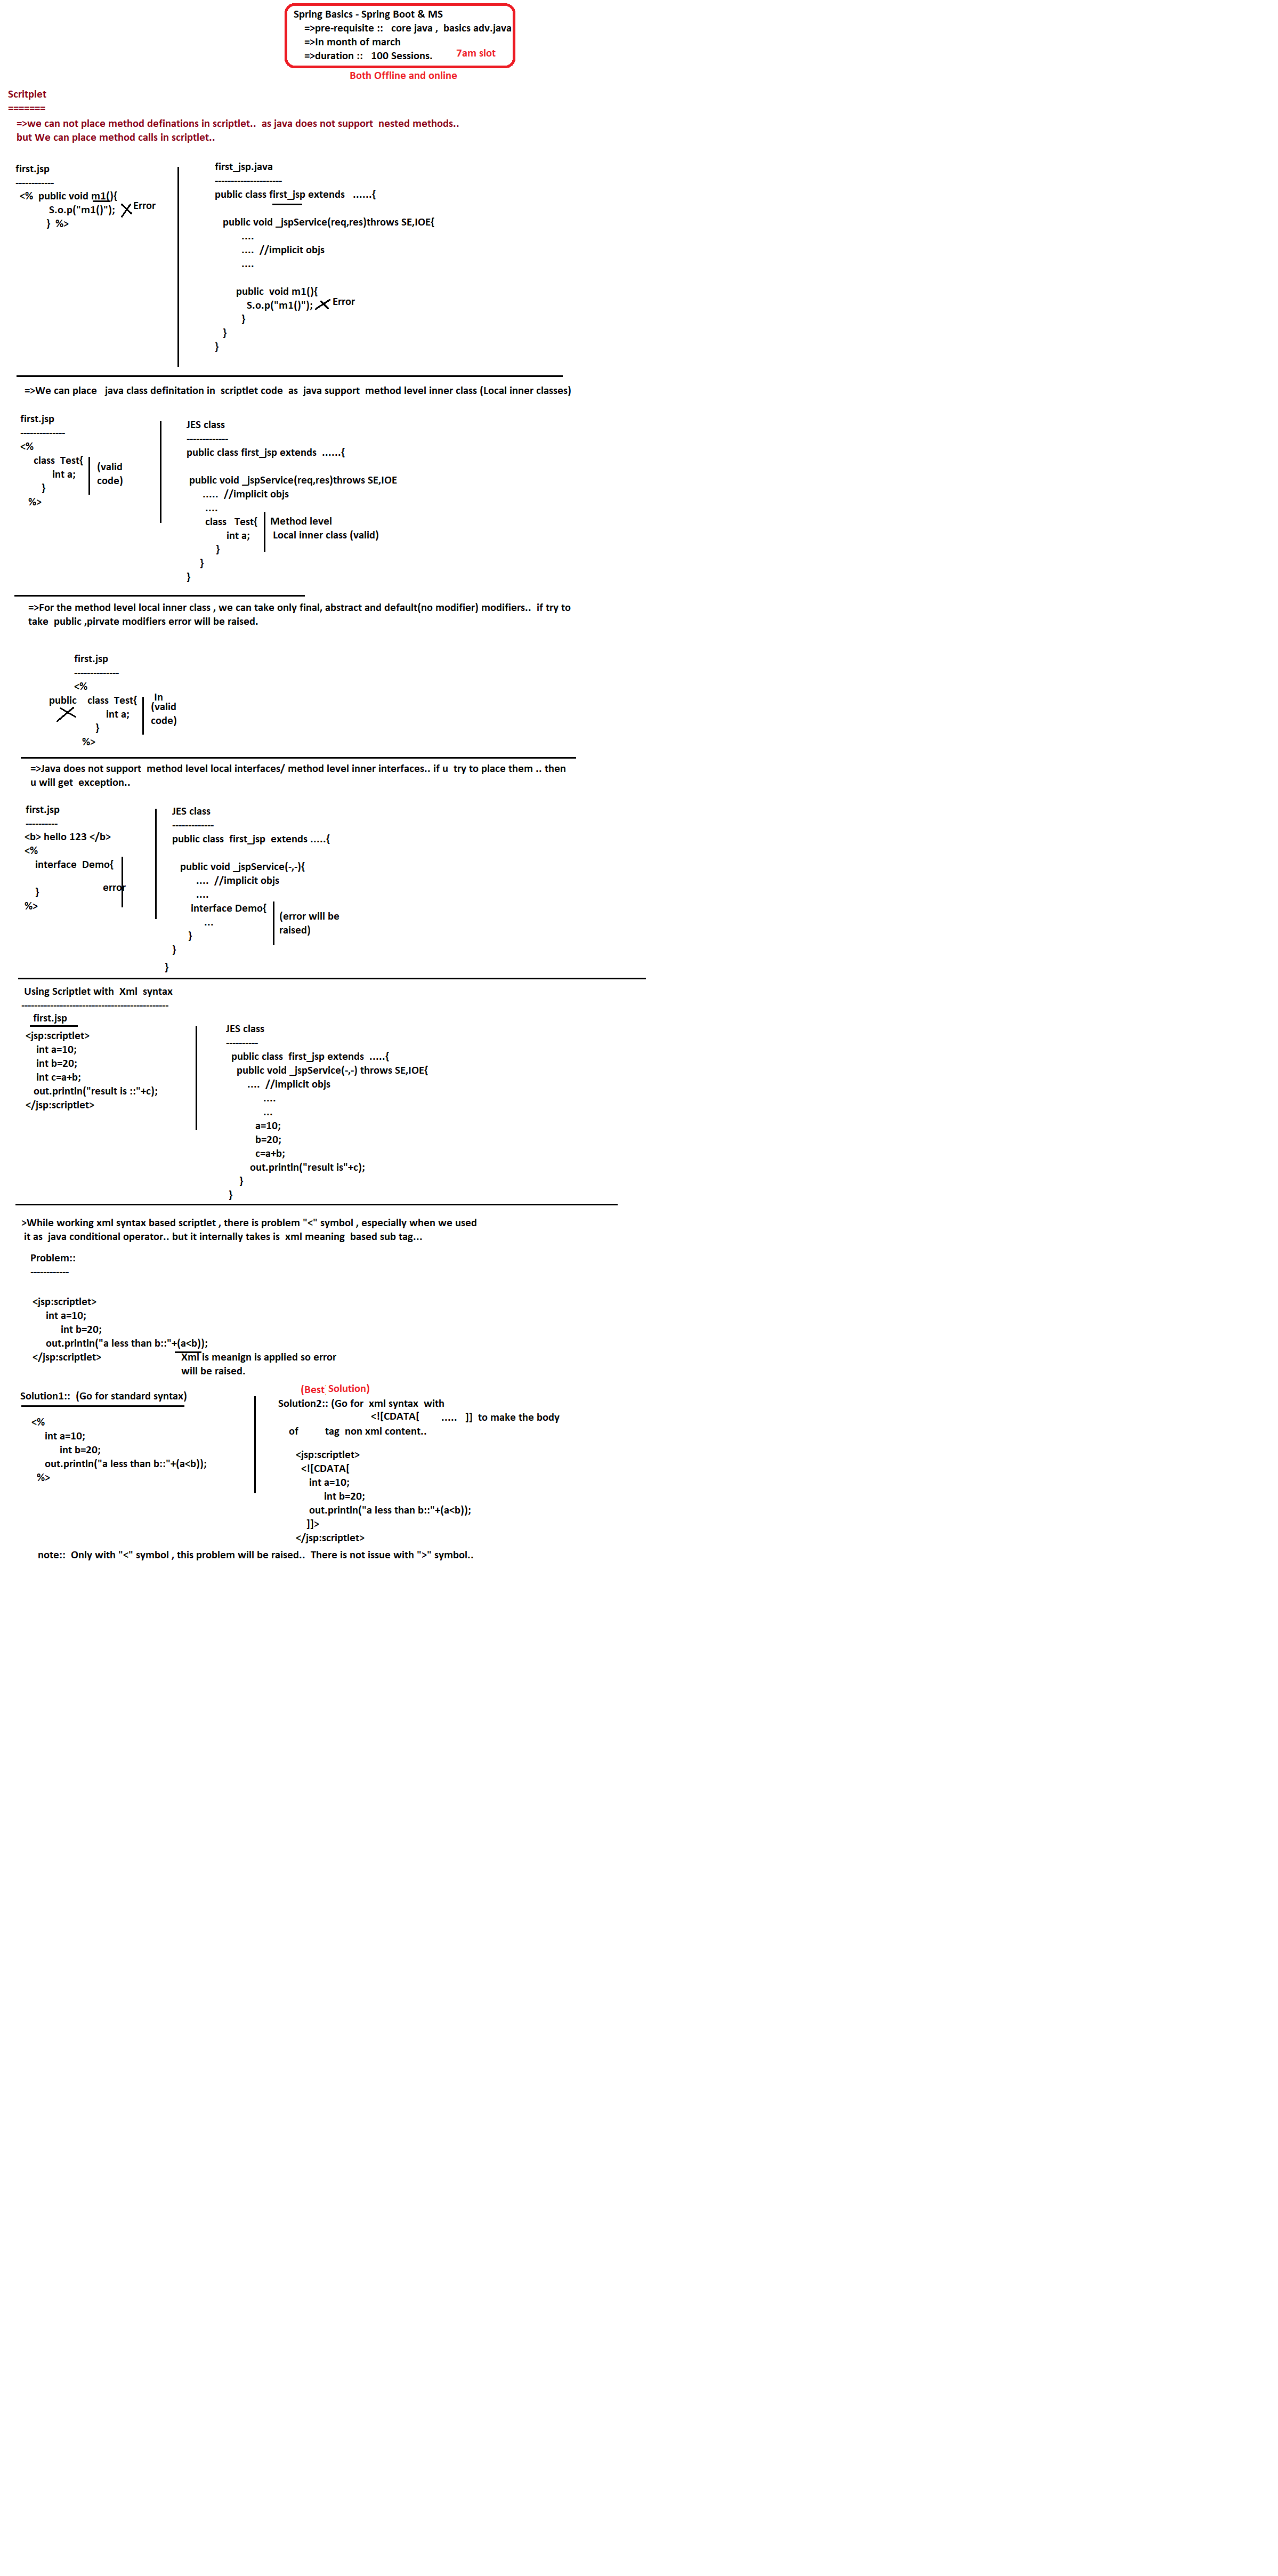 Spring Basics - Spring Boot & MS
=>pre-requisite :: core java , basics adv.java
=>In month of march
=>duration :: 100 Sessions. 7am slot
Both Offline and online
Scritplet
=======
=>we can not place method definations in scriptlet.. as java does not support nested methods..
but We can place method calls in scriptlet..
first.jsp
------------
<% public void m1(){
S.o.p("m1()"); Error
} %>
first_jsp.java
---------------------
public class first_jsp extends ......{
public void _jspService(req,res)throws SE,IOE{
....
.... //implicit objs
....
public void m1(){
S.o.p("m1()"); Error
}
}
}
=>We can place java class definitation in scriptlet code as java support method level inner class (Local inner classes)
first.jsp
--------------
<%
class Test{
int a;
}
%>
(valid
code)
JES class
-------------
public class first_jsp extends ......{
public void _jspService(req,res)throws SE,IOE
..... //implicit objs
....
class Test{ Method level
int a; Local inner class (valid)
}
}
}
=>For the method level local inner class , we can take only final, abstract and default(no modifier) modifiers.. if try to
take public ,pirvate modifiers error will be raised.
first.jsp
--------------
<%
public class Test{
int a;
}
%>
In
(valid
code)
=>Java does not support method level local interfaces/ method level inner interfaces.. if u try to place them .. then
u will get exception..
first.jsp
----------
<b> hello 123 </b>
<%
interface Demo{
error
}
%>
JES class
-------------
public class first_jsp extends .....{
public void _jspService(-,-){
.... //implicit objs
....
interface Demo{
...
}
(error will be
raised)
}
}
Using Scriptlet with Xml syntax
----------------------------------------------
first.jsp
<jsp:scriptlet>
int a=10;
int b=20;
int c=a+b;
out.println("result is ::"+c);
</jsp:scriptlet>
JES class
----------
public class first_jsp extends .....{
public void _jspService(-,-) throws SE,IOE{
.... //implicit objs
....
...
a=10;
b=20;
c=a+b;
out.println("result is"+c);
}
}
>While working xml syntax based scriptlet , there is problem "<" symbol , especially when we used
it as java conditional operator.. but it internally takes is xml meaning based sub tag...
Problem::
------------
<jsp:scriptlet>
int a=10;
int b=20;
out.println("a less than b::"+(a<b));
</jsp:scriptlet>
Xml is meanign is applied so error
will be raised.
Solution1:: (Go for standard syntax)
<%
int a=10;
int b=20;
out.println("a less than b::"+(a<b));
%>
(Best Solution)
Solution2:: (Go for xml syntax with
<![CDATA[ ..... ]] to make the body
of tag non xml content..
<jsp:scriptlet>
<![CDATA[
int a=10;
int b=20;
out.println("a less than b::"+(a<b));
]]>
</jsp:scriptlet>
note:: Only with "<" symbol , this problem will be raised.. There is not issue with ">" symbol..